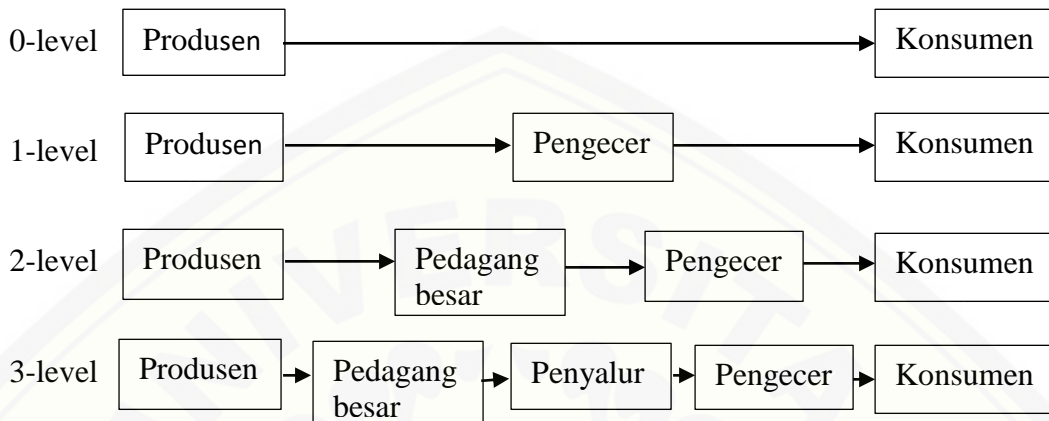 0-level Produsen Konsumen
1-level Produsen Pengecer Konsumen
2-level Produsen Pedagang besar Pengecer Konsumen
3-level Produsen Pedagang besar Penyalur Pengecer Konsumen